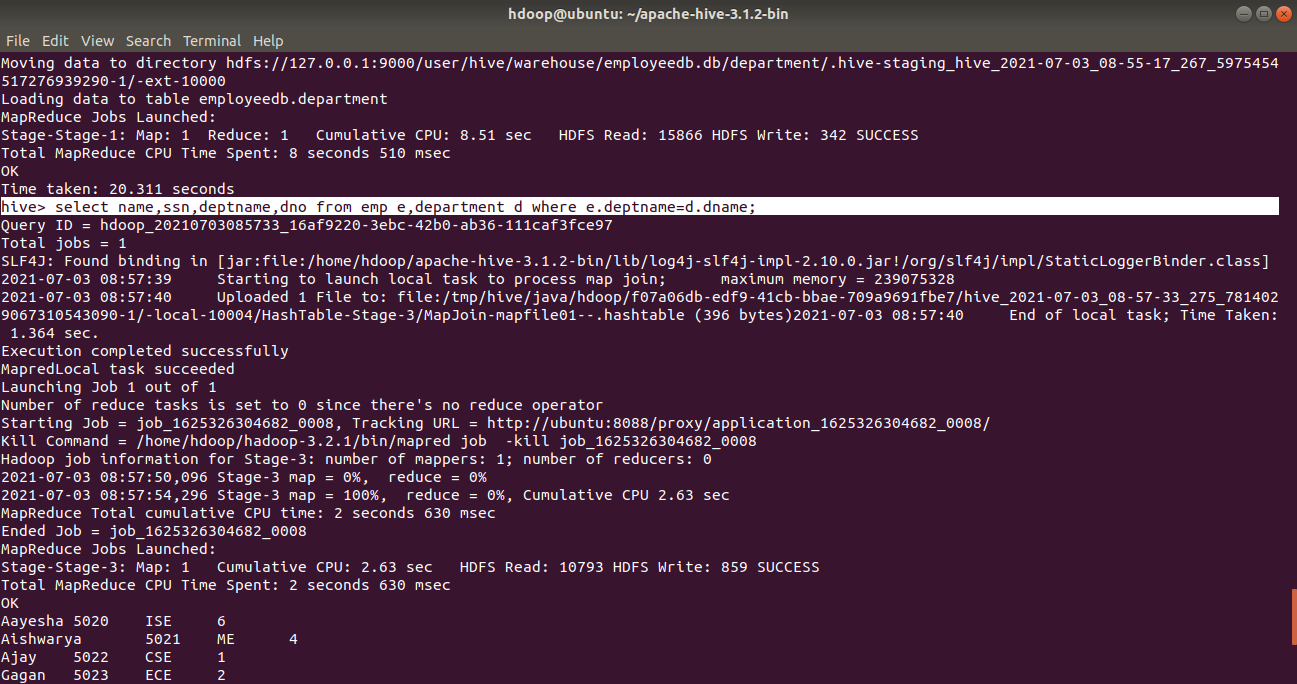 hdoop@ubuntu: ~/apache-hive-3.1.2-bin
File Edit View Search Terminal Help
Moving data to directory hdfs://127.0.0.1:9000/user/hive/warehouse/employeedb.db/department/.hive-staging_hive_2021-07-03_08-55-17_267_5975454
517276939290-1/-ext-10000
Loading data to table employeedb.department
MapReduce Jobs Launched:
Stage-Stage-1: Map: 1  Reduce: 1   Cumulative CPU: 8.51 sec   HDFS Read: 15866 HDFS Write: 342 SUCCESS
Total MapReduce CPU Time Spent: 8 seconds 510 msec
OK
Time taken: 20.311 seconds
hive> select name,ssn,deptname,dno from emp e,department d where e.deptname=d.dname;
Query ID = hdoop_20210703085733_16af9220-3ebc-42b0-ab36-111caf3fce97
Total jobs = 1
SLF4J: Found binding in [jar:file:/home/hdoop/apache-hive-3.1.2-bin/lib/log4j-slf4j-impl-2.10.0.jar!/org/slf4j/impl/StaticLoggerBinder.class]
2021-07-03 08:57:39     Starting to launch local task to process map join;      maximum memory = 239075328
2021-07-03 08:57:40     Uploaded 1 File to: file:/tmp/hive/java/hdoop/f07a06db-edf9-41cb-bbae-709a9691fbe7/hive_2021-07-03_08-57-33_275_781402
9067310543090-1/-local-10004/HashTable-Stage-3/MapJoin-mapfile01--.hashtable (396 bytes)2021-07-03 08:57:40     End of local task; Time Taken:
 1.364 sec.
Execution completed successfully
MapredLocal task succeeded
Launching Job 1 out of 1
Number of reduce tasks is set to 0 since there's no reduce operator
Starting Job = job_1625326304682_0008, Tracking URL = http://ubuntu:8088/proxy/application_1625326304682_0008/
Kill Command = /home/hdoop/hadoop-3.2.1/bin/mapred job  -kill job_1625326304682_0008
Hadoop job information for Stage-3: number of mappers: 1; number of reducers: 0
2021-07-03 08:57:50,096 Stage-3 map = 0%,  reduce = 0%
2021-07-03 08:57:54,296 Stage-3 map = 100%,  reduce = 0%, Cumulative CPU 2.63 sec
MapReduce Total cumulative CPU time: 2 seconds 630 msec
Ended Job = job_1625326304682_0008
MapReduce Jobs Launched:
Stage-Stage-3: Map: 1   Cumulative CPU: 2.63 sec   HDFS Read: 10793 HDFS Write: 859 SUCCESS
Total MapReduce CPU Time Spent: 2 seconds 630 msec
OK
Aayesha 5020    ISE     6
Aishwarya       5021    ME      4
Ajay    5022    CSE     1
Gagan   5023    ECE     2